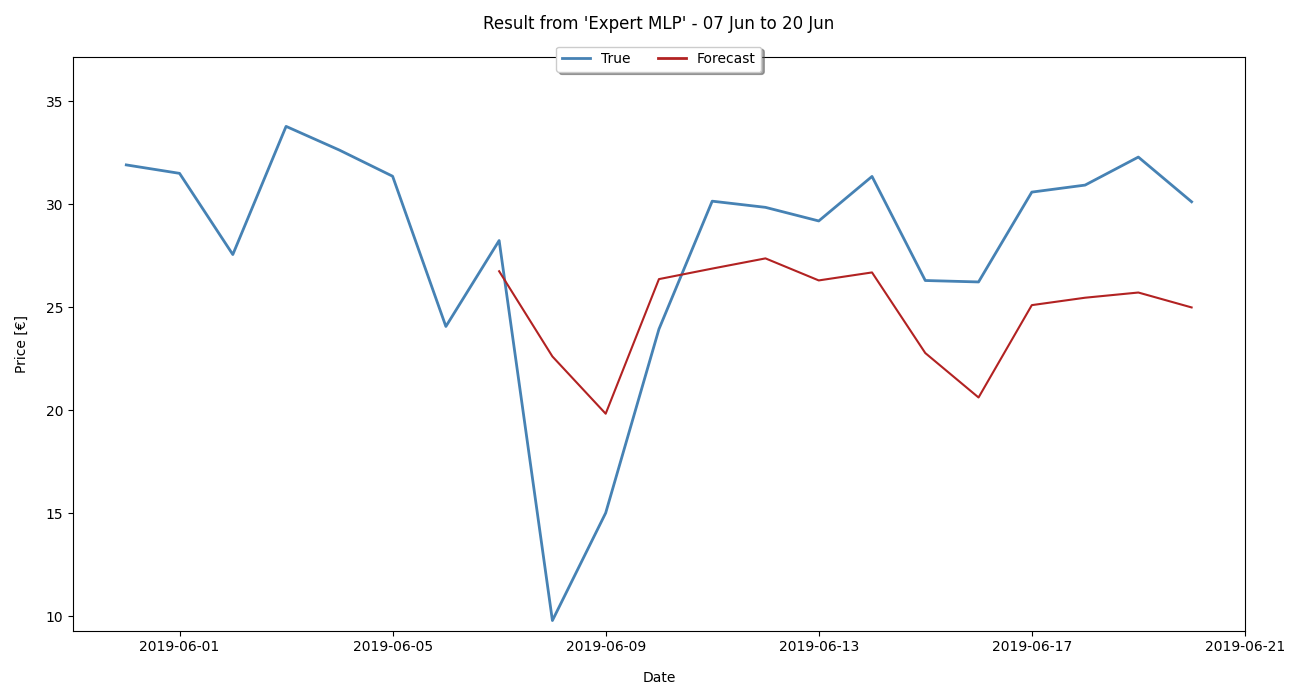 Result from 'Expert MLP' - 07 Jun to 20 Jun
True Forecast
35
30
25
20
15
10
Price [€]
2019-06-01 2019-06-05 2019-06-09 2019-06-13 2019-06-17 2019-06-21
Date